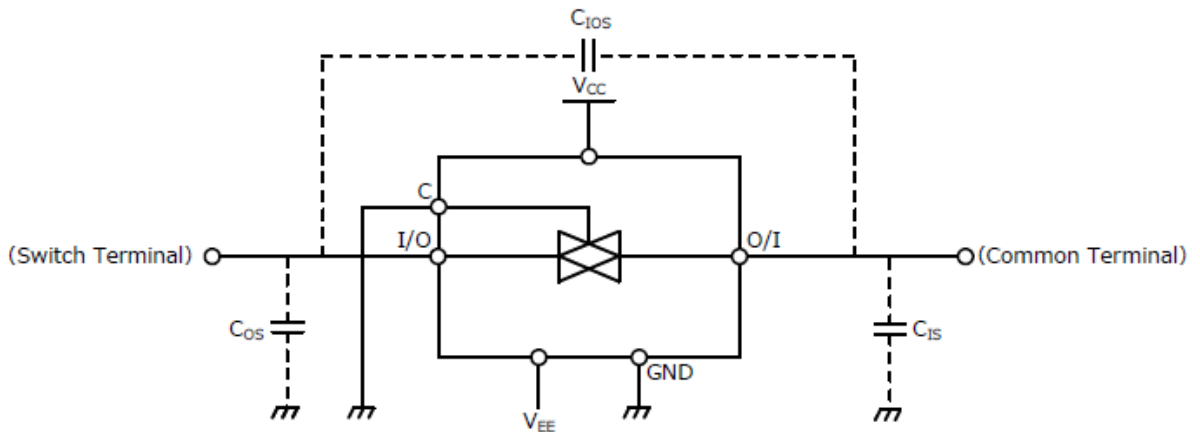 CIOS
VCC
C
I/O
O/I
(Switch Terminal)
(Common Terminal)
COS
CIS
GND
VEE